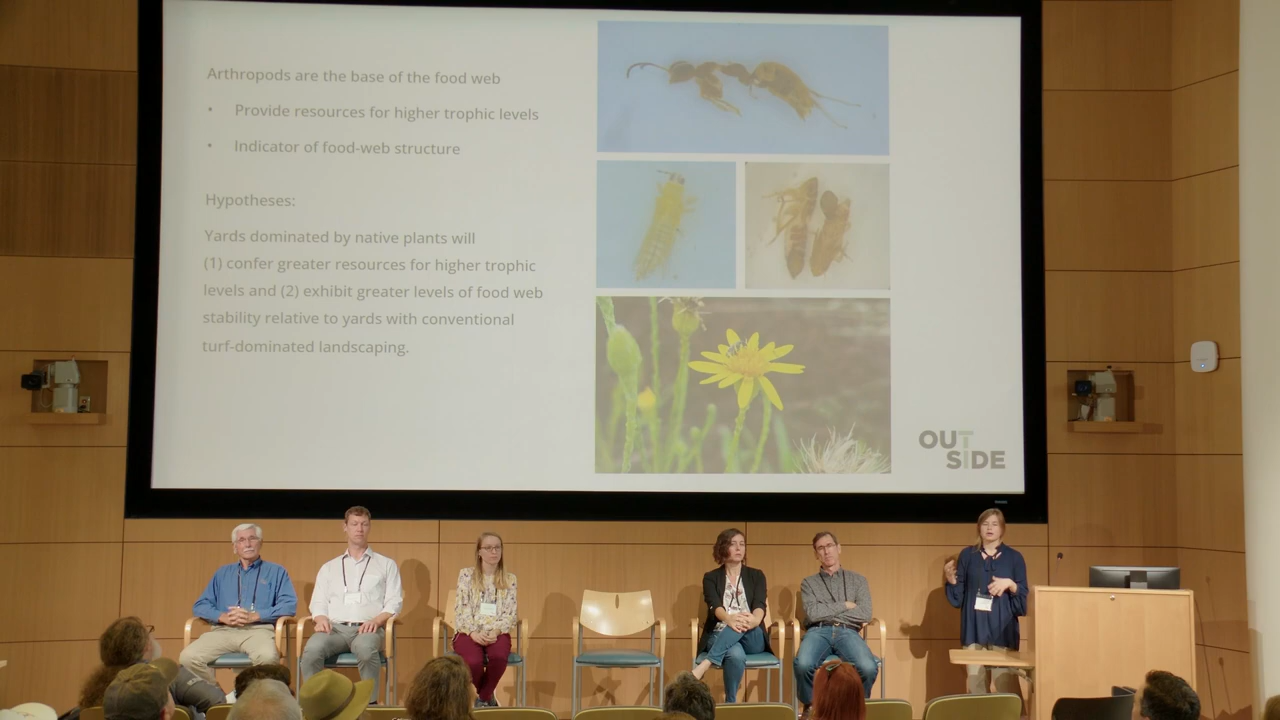 Arthropods are the base of the food web
• Provide resources for higher trophic levels
• Indicator of food-web structure
Hypotheses:
Yards dominated by native plants will
(1) confer greater resources for higher trophic
levels and (2) exhibit greater levels of food web
stability relative to yards with conventional
turf-dominated landscaping.
OUT
SIDE